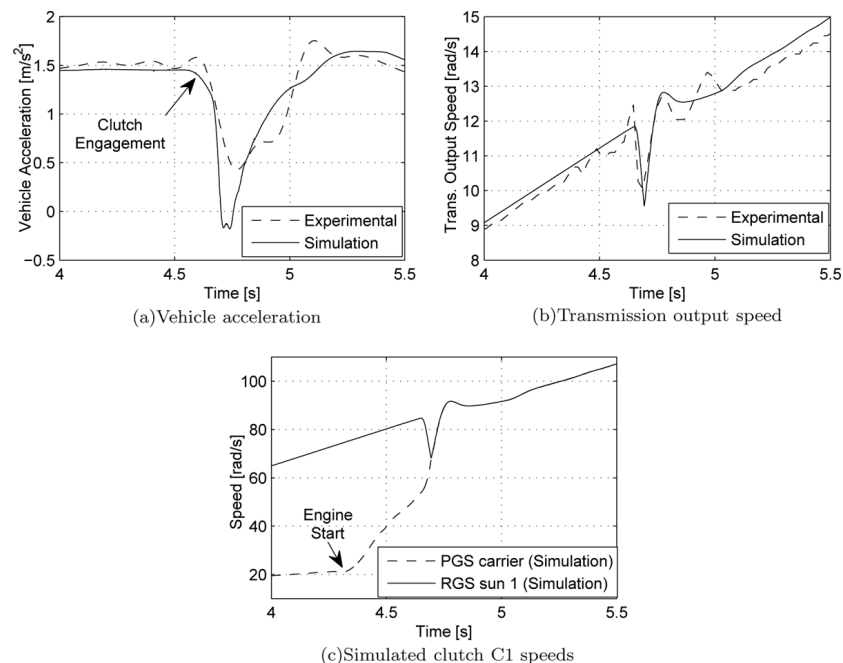 2
1.5
1
0.5
0
−0.5
Vehicle Acceleration [m/s²]
Clutch
Engagement
Experimental
Simulation
4
4.5
5
5.5
Time [s]
(a)Vehicle acceleration
15
14
13
12
11
10
9
8
Trans. Output Speed [rad/s]
Experimental
Simulation
4
4.5
5
5.5
Time [s]
(b)Transmission output speed
100
80
60
40
20
Speed [rad/s]
Engine
Start
PGS carrier (Simulation)
RGS sun 1 (Simulation)
4
4.5
5
5.5
Time [s]
(c)Simulated clutch C1 speeds